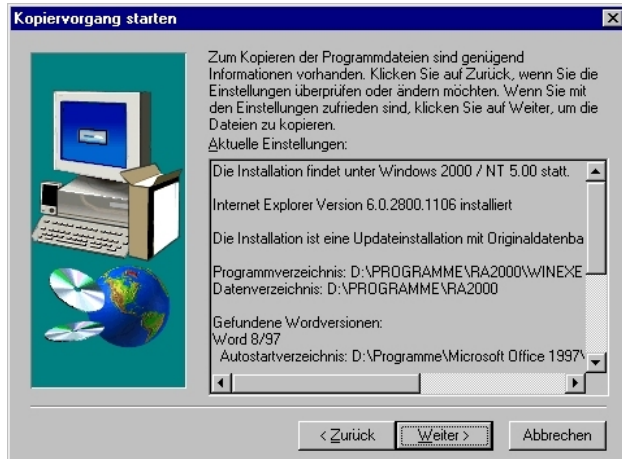 Kopiervorgang starten
Zum Kopieren der Programmdateien sind genügend
Informationen vorhanden. Klicken Sie auf Zurück, wenn Sie die
Einstellungen überprüfen oder ändern möchten. Wenn Sie mit
den Einstellungen zufrieden sind, klicken Sie auf Weiter, um die
Dateien zu kopieren.
Aktuelle Einstellungen:
Die Installation findet unter Windows 2000 / NT 5.00 statt.
Internet Explorer Version 6.0.2800.1106 installiert
Die Installation ist eine Updateinstallation mit Originaldatenba
Programmverzeichnis: D:\PROGRAMME\RA2000\WINEXE
Datenverzeichnis: D:\PROGRAMME\RA2000
Gefundene Wordversionen:
Word 8/97
Autostartverzeichnis: D:\Programme\Microsoft Office 1997\
< Zurück
Weiter >
Abbrechen